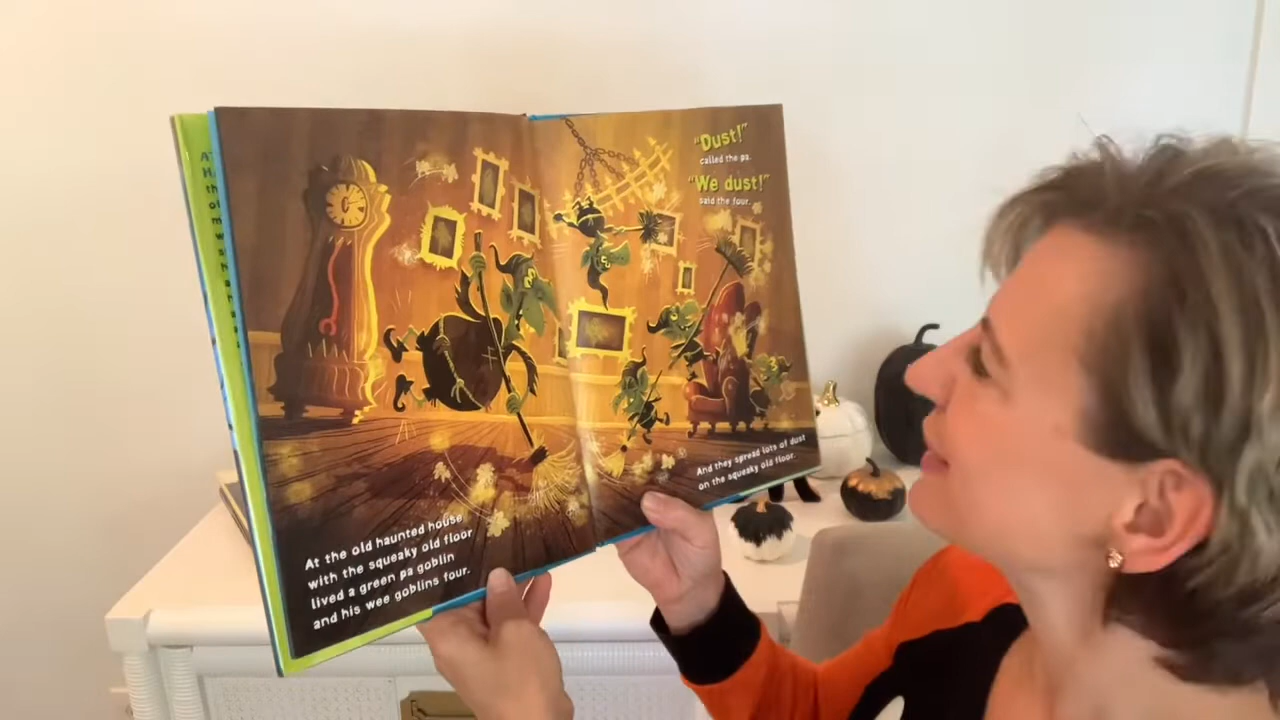 At the old haunted house
with the squeaky old floor
lived a green pa goblin
and his wee goblins four.
"Dust!"
called the pa.
"We dust!"
said the four.
And they spread lots of dust
on the squeaky old floor.